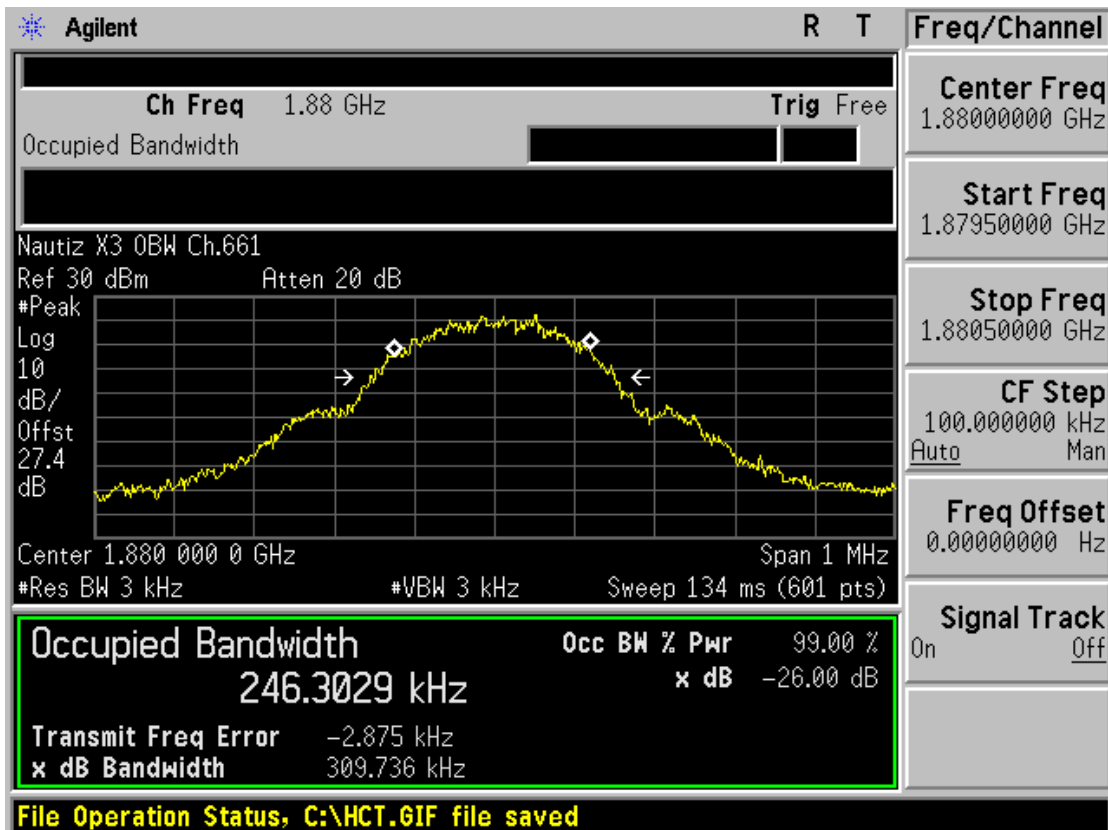 Agilent R T
Freq/Channel
Ch Freq 1.88 GHz Trig Free
Occupied Bandwidth
Nautiz X3 OBW Ch.661
Ref 30 dBm Atten 20 dB
#Peak
Log
10
dB/
Offst
27.4
dB
Center 1.880 000 0 GHz Span 1 MHz
#Res BW 3 kHz #VBW 3 kHz Sweep 134 ms (601 pts)
Occupied Bandwidth
246.3029 kHz
Occ BW % Pwr 99.00 %
x dB -26.00 dB
Transmit Freq Error -2.875 kHz
x dB Bandwidth 309.736 kHz
Center Freq
1.88000000 GHz
Start Freq
1.87950000 GHz
Stop Freq
1.88050000 GHz
CF Step
100.000000 kHz
Auto Man
Freq Offset
0.00000000 Hz
Signal Track
On Off
File Operation Status, C:\HCT.GIF file saved